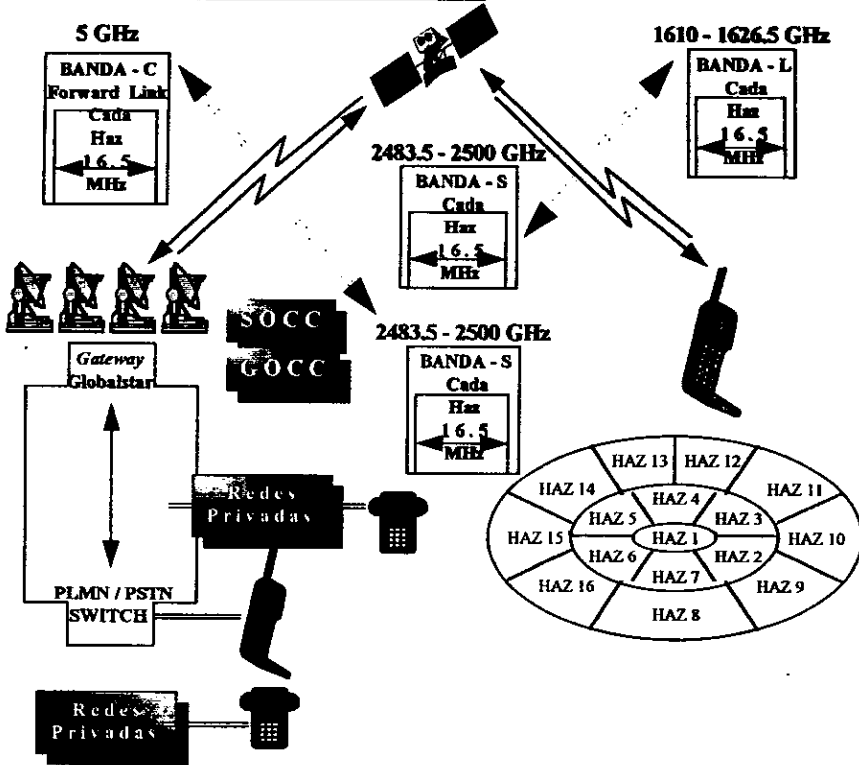 5 GHz
BANDA - C
Forward Link
Cada
Haz
16.5
MHz
1610 - 1626.5 GHz
BANDA - L
Cada
Haz
16.5
MHz
2483.5 - 2500 GHz
BANDA - S
Cada
Haz
16.5
MHz
SOCC
GOCC
2483.5 - 2500 GHz
BANDA - S
Cada
Haz
16.5
MHz
Gateway
Globalstar
Redes
Privadas
PLMN / PSTN
SWITCH
Redes
Privadas
HAZ 13
HAZ 12
HAZ 14
HAZ 4
HAZ 11
HAZ 5
HAZ 3
HAZ 15
HAZ 1
HAZ 10
HAZ 6
HAZ 2
HAZ 7
HAZ 16
HAZ 9
HAZ 8